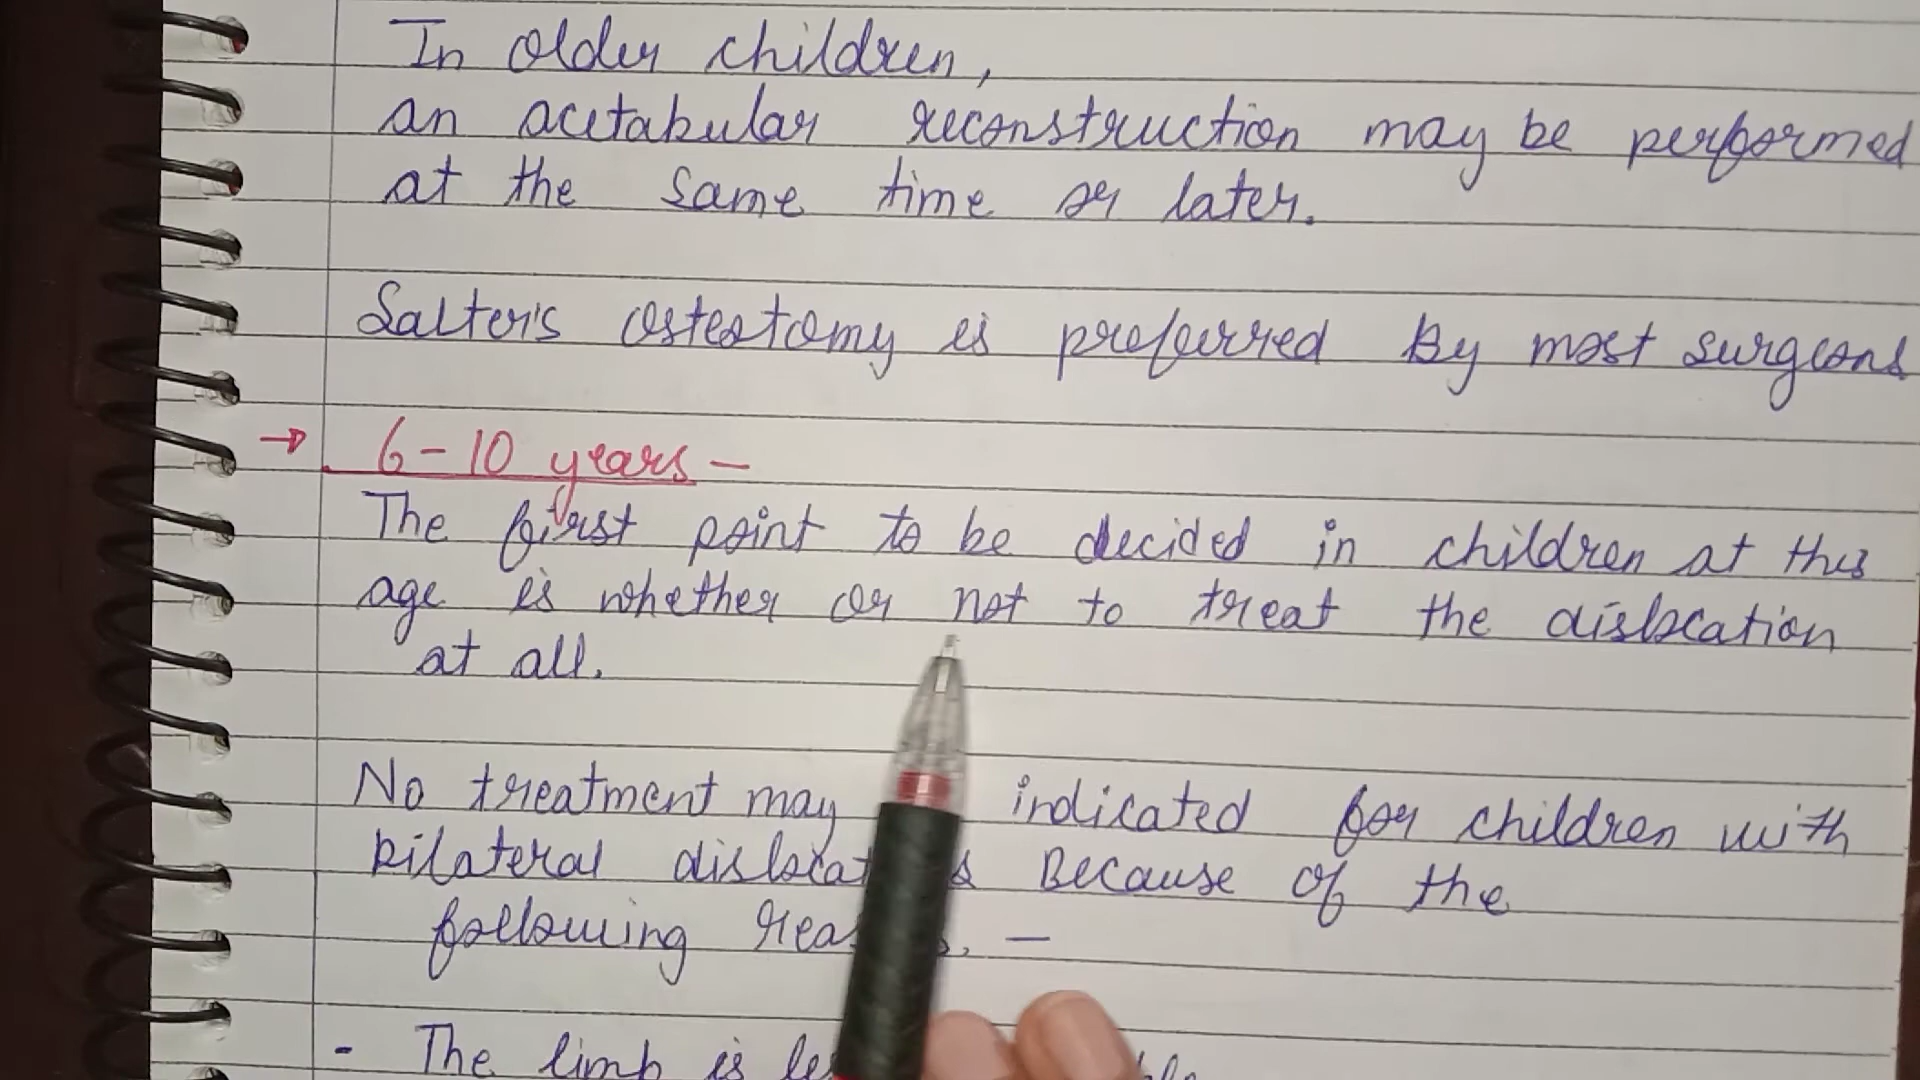 In older children,
an acetabular reconstruction may be performed
at the same time or later.
Salter's osteotomy is preferred By most surgeons
→ 6-10 years -
The first point to be decided in children at this
age is whether or not to treat the dislocation
at all.
No treatment may indicated for children with
bilateral Because of the
following -
- The limb is